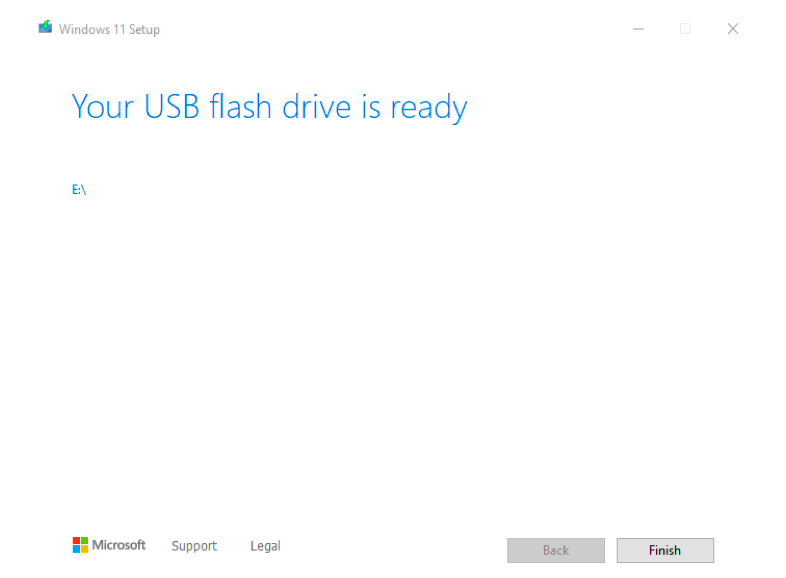 Windows 11 Setup
Your USB flash drive is ready
E:\
Microsoft Support Legal Back Finish